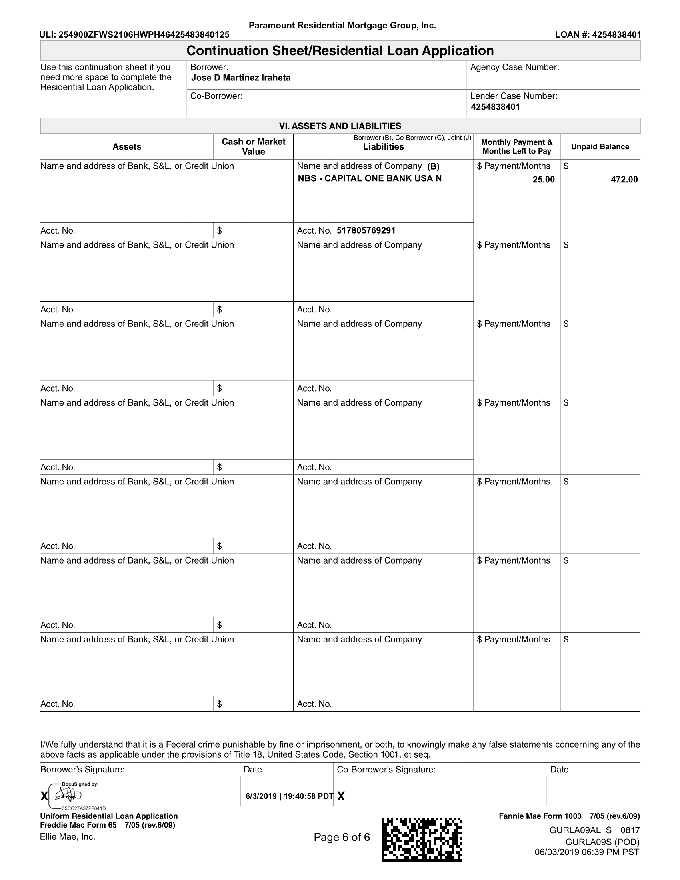 Paramount Residential Mortgage Group, Inc.
ULI: 254900ZFWS2106HWPH46425483840125 LOAN #: 4254838401
Continuation Sheet/Residential Loan Application
Use this continuation sheet if you
need more space to complete the
Residential Loan Application.
Borrower:
Jose D Martinez Iraheta
Agency Case Number:
Co-Borrower:
Lender Case Number:
4254838401
VI. ASSETS AND LIABILITIES
Assets
Cash or Market
Value
Borrower (B), Co-Borrower (C), Joint (J)
Liabilities
Monthly Payment &
Months Left to Pay
Unpaid Balance
Name and address of Bank, S&L, or Credit Union Name and address of Company (B) $ Payment/Months $
NBS - CAPITAL ONE BANK USA N 25.00 472.00
Acct. No. $ Acct. No. 517805769291
Name and address of Bank, S&L, or Credit Union Name and address of Company $ Payment/Months $
Acct. No. $ Acct. No.
Name and address of Bank, S&L, or Credit Union Name and address of Company $ Payment/Months $
Acct. No. $ Acct. No.
Name and address of Bank, S&L, or Credit Union Name and address of Company $ Payment/Months $
Acct. No. $ Acct. No.
Name and address of Bank, S&L, or Credit Union Name and address of Company $ Payment/Months $
Acct. No. $ Acct. No.
Name and address of Bank, S&L, or Credit Union Name and address of Company $ Payment/Months $
Acct. No. $ Acct. No.
Name and address of Bank, S&L, or Credit Union Name and address of Company $ Payment/Months $
Acct. No. $ Acct. No.
I/We fully understand that it is a Federal crime punishable by fine or imprisonment, or both, to knowingly make any false statements concerning any of the
above facts as applicable under the provisions of Title 18, United States Code, Section 1001, et seq.
Borrower's Signature: Date Co-Borrower's Signature: Date
DocuSigned by:
X 6/3/2019 | 19:40:58 PDT X
Uniform Residential Loan Application
Freddie Mac Form 65 7/05 (rev.6/09)
Fannie Mae Form 1003 7/05 (rev.6/09)
Ellie Mae, Inc.
Page 6 of 6
GURLA09AL_S 0817
GURLA09S (POD)
06/03/2019 06:39 PM PST